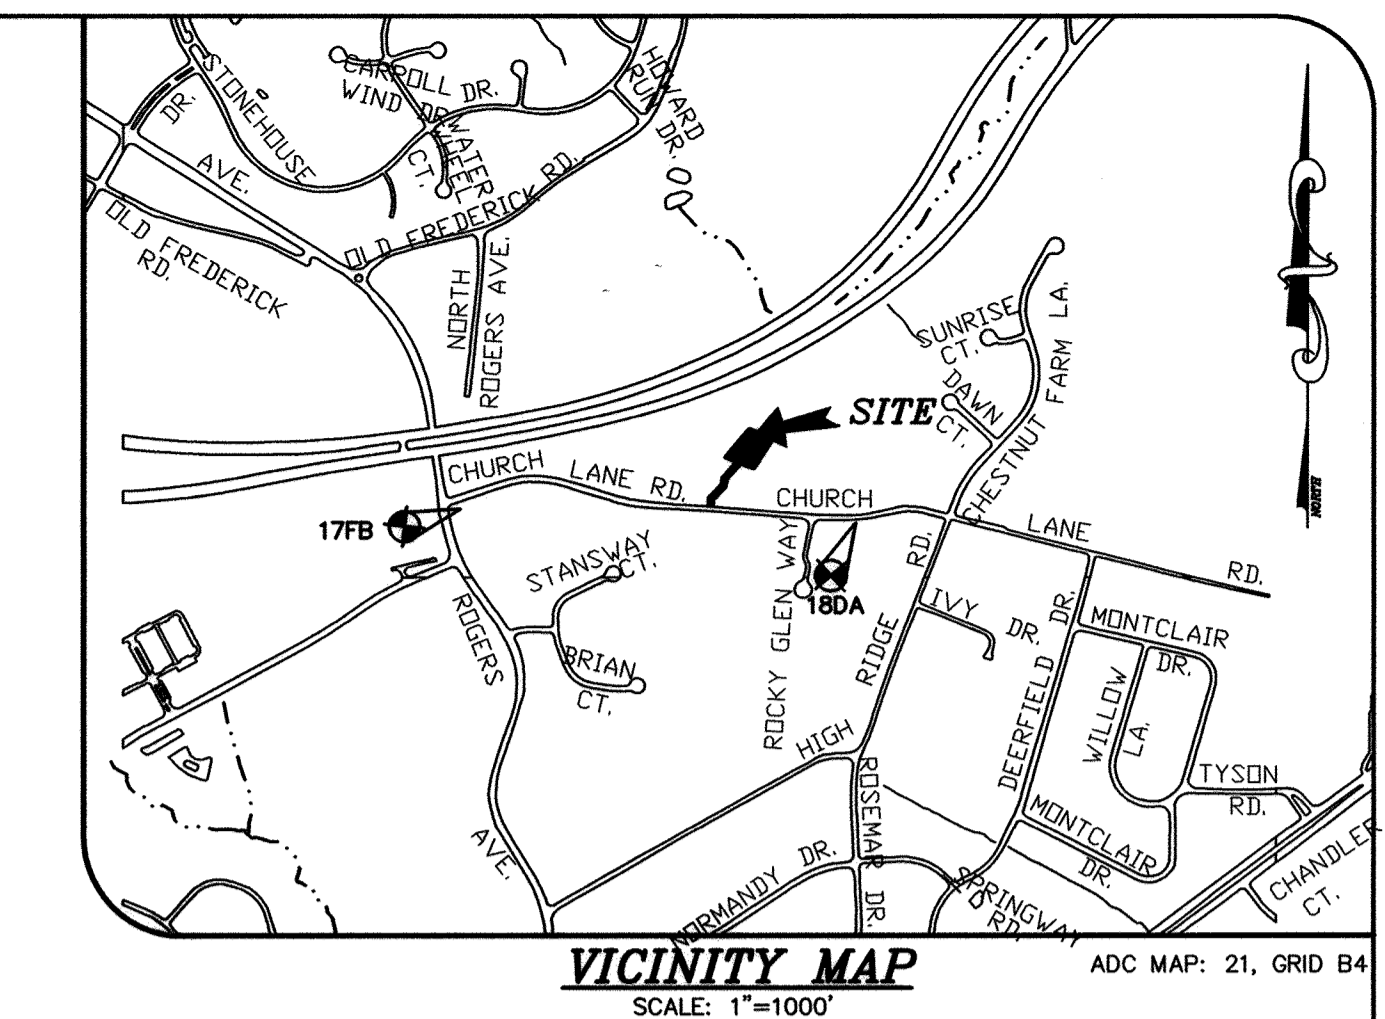 STONEHOUSE
DR.
CARROLL DR.
WIND DR.
WATER
WHEEL
CT.
HOWARD
RUN DR.
AVE.
OLD FREDERICK RD.
OLD FREDERICK
RD.
NORTH
ROGERS AVE.
SUNRISE
CT.
DAWN
CT.
CHESTNUT FARM LA.
SITE
NORTH
CHURCH LANE RD.
CHURCH
LANE
RD.
17FB
18DA
STANSWAY
CT.
BRIAN
CT.
ROGERS
AVE.
ROCKY GLEN WAY
RIDGE RD.
HIGH
IVY
DR.
DEERFIELD DR.
MONTCLAIR
DR.
WILLOW
LA.
TYSON
RD.
MONTCLAIR
DR.
ROSEMAR DR.
NORMANDY DR.
SPRINGWAY
RD.
CHANDLER
CT.
VICINITY MAP
SCALE: 1"=1000'
ADC MAP: 21, GRID B4